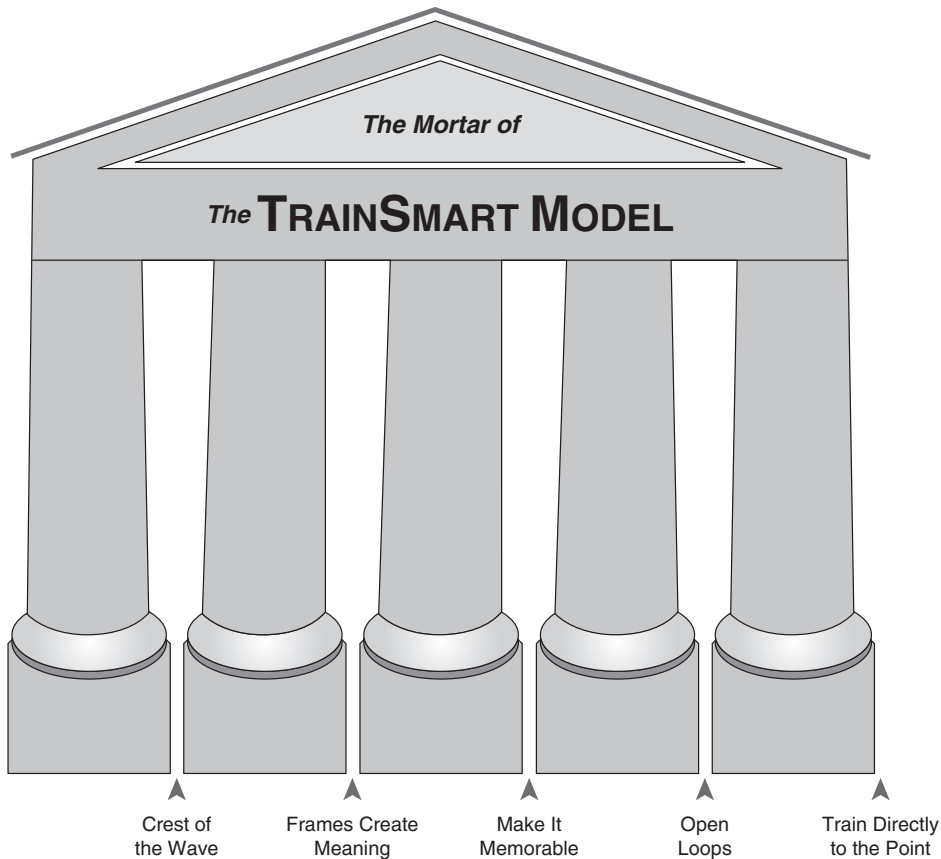 The Mortar of
The TRAINSMART MODEL
Crest of
the Wave
Frames Create
Meaning
Make It
Memorable
Open
Loops
Train Directly
to the Point